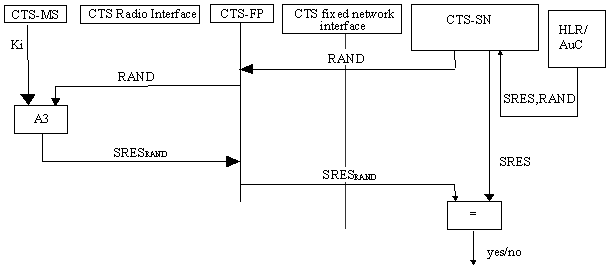 CTS-MS
CTS Radio Interface
CTS-FP
CTS fixed network
interface
CTS-SN
HLR/
AuC
Ki
RAND
RAND
SRES,RAND
A3
SRESRAND
SRES
SRESRAND
=
yes/no